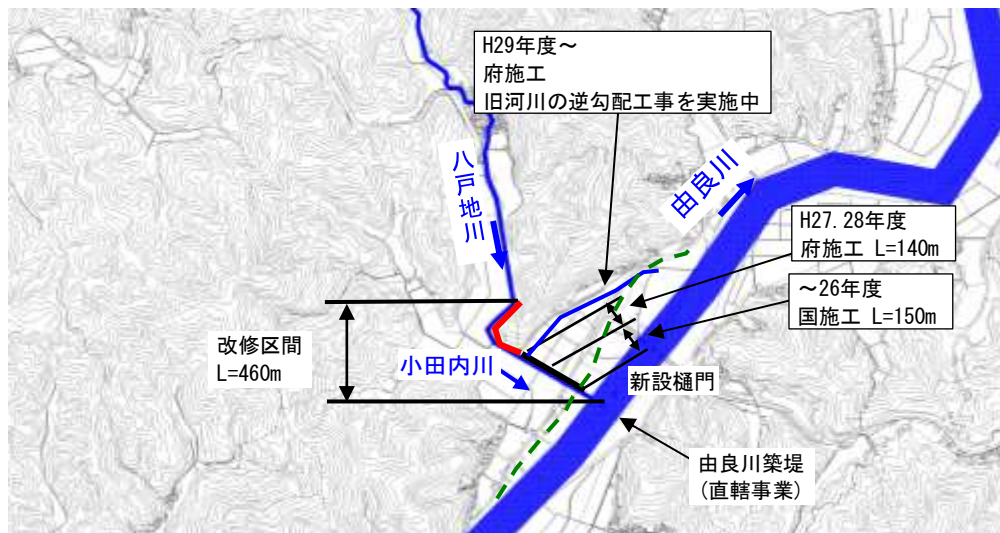 H29年度～
府施工
旧河川の逆勾配工事を実施中
八戸地川
由良川
H27.28年度
府施工 L=140m
～26年度
国施工 L=150m
改修区間
L=460m
小田内川
新設樋門
由良川築堤
(直轄事業)